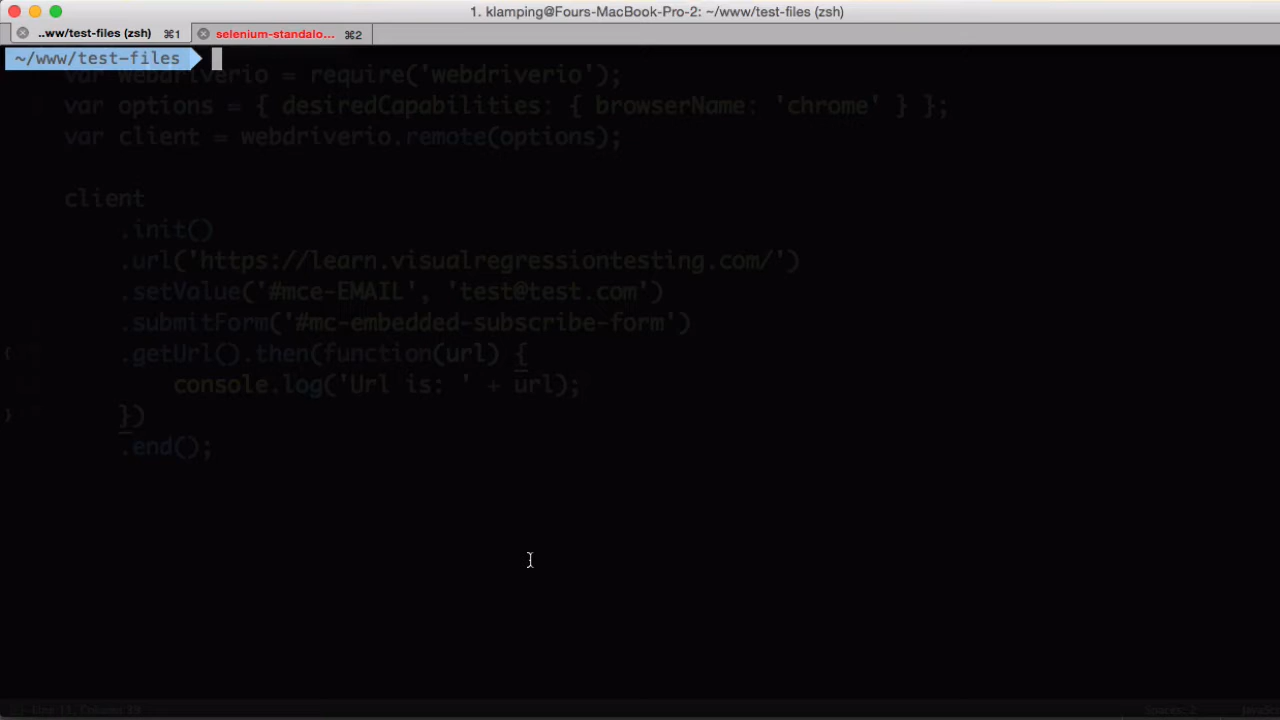 1. klamping@Fours-MacBook-Pro-2: ~/www/test-files (zsh)
..ww/test-files (zsh) ⌘1 selenium-standalo... ⌘2
~/www/test-files
var webdriverio = require('webdriverio');
var options = { desiredCapabilities: { browserName: 'chrome' } };
var client = webdriverio.remote(options);
client
.init()
.url('https://learn.visualregressiontesting.com/')
.setValue('#mce-EMAIL', 'test@test.com')
.submitForm('#mc-embedded-subscribe-form')
.getUrl().then(function(url) {
console.log('Url is: ' + url);
})
.end();
Spaces: 2